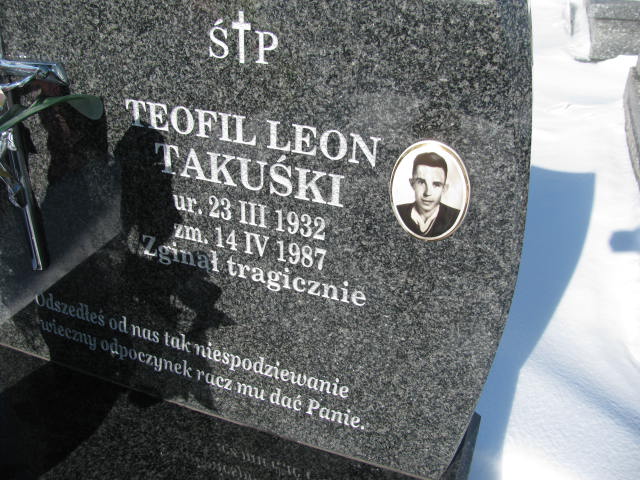 Ś†P
TEOFIL LEON
TAKUŚKI
ur. 23 III 1932
zm. 14 IV 1987
Zginął tragicznie
Odszedłeś od nas tak niespodziewanie
wieczny odpoczynek racz mu dać Panie.